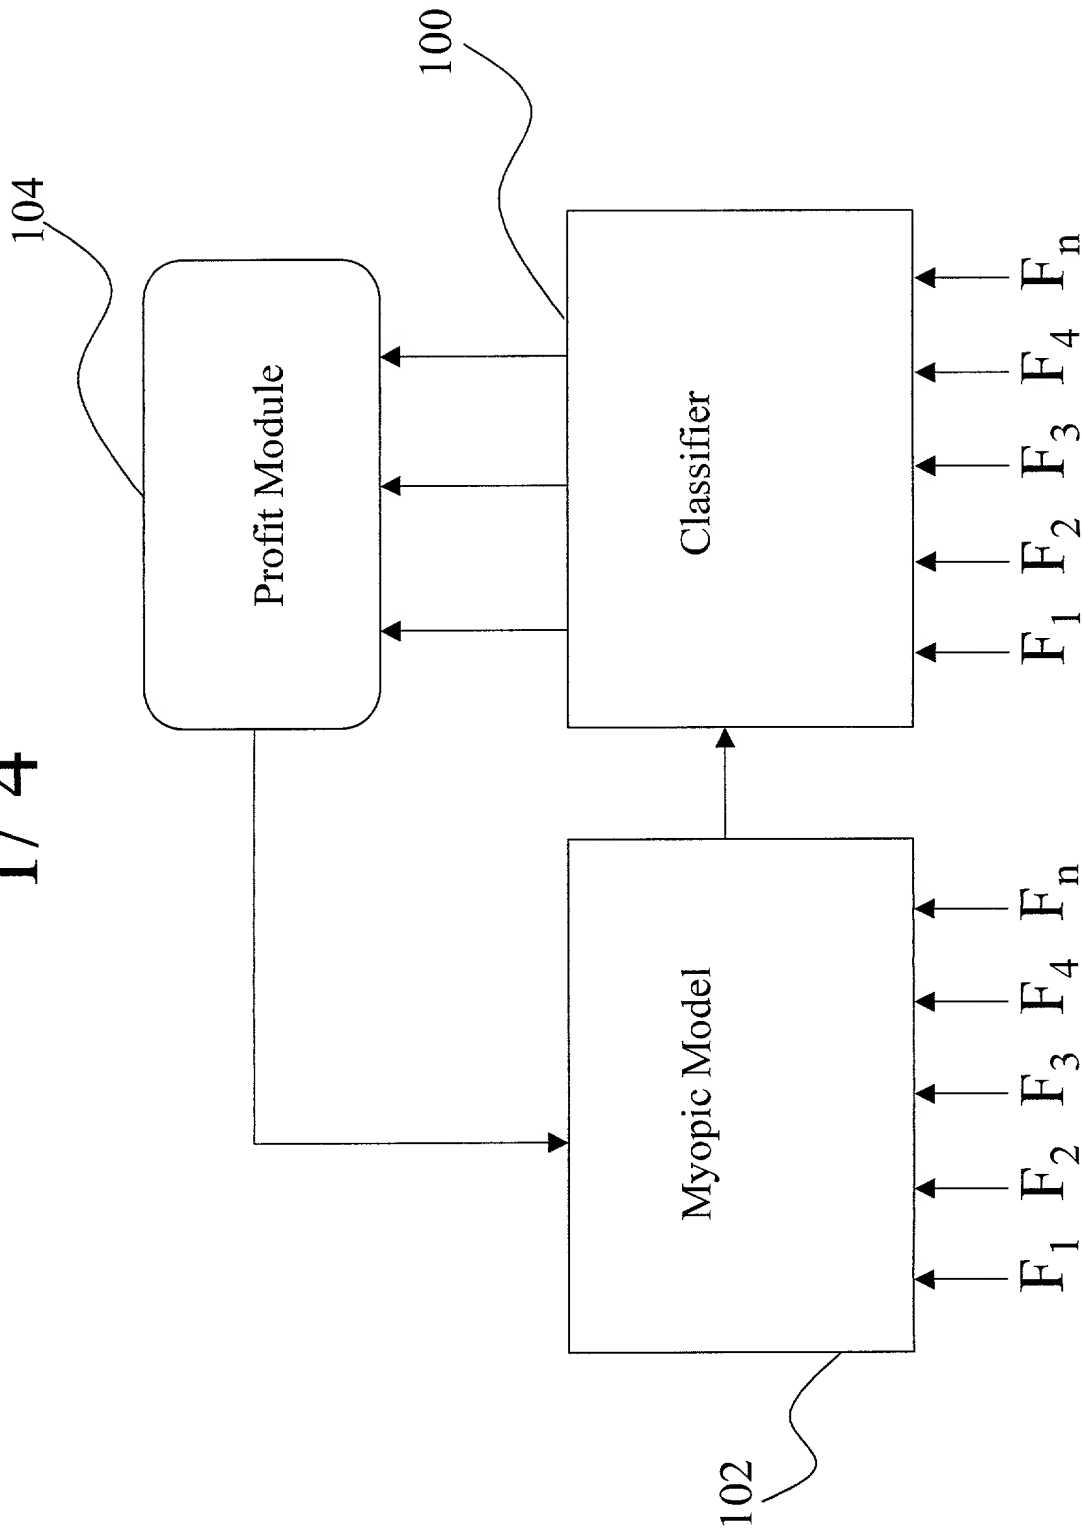 1/ 4
104
Profit Module
100
Myopic Model
Classifier
102
F1 F2 F3 F4 Fn
F1 F2 F3 F4 Fn